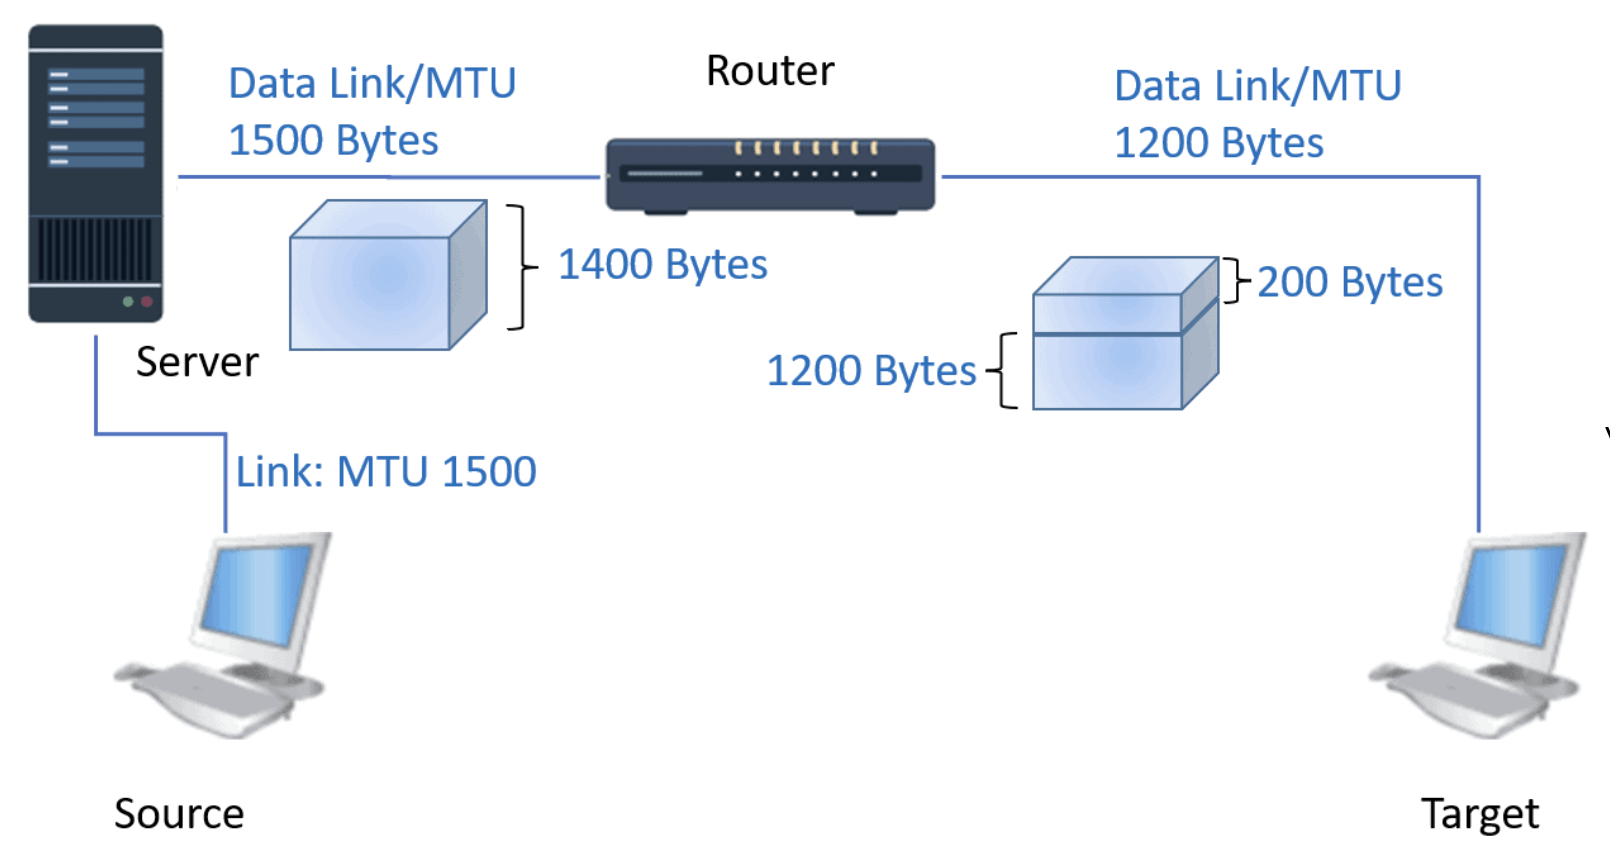 Router
Data Link/MTU
1500 Bytes
Data Link/MTU
1200 Bytes
1400 Bytes
200 Bytes
1200 Bytes
Server
Link: MTU 1500
Source
Target